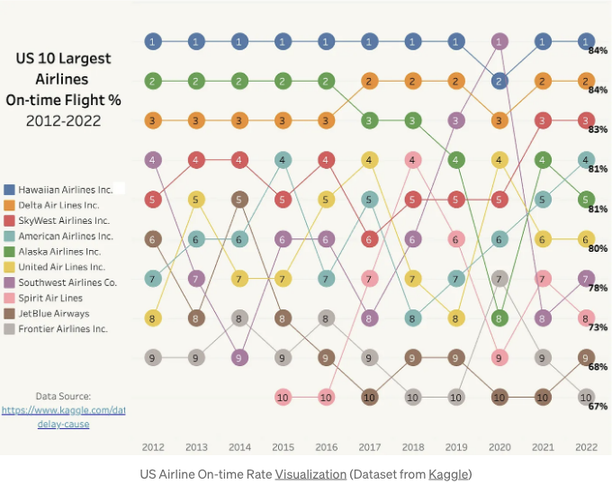 US 10 Largest
Airlines
On-time Flight %
2012-2022
Hawaiian Airlines Inc.
Delta Air Lines Inc.
SkyWest Airlines Inc.
American Airlines Inc.
Alaska Airlines Inc.
United Air Lines Inc.
Southwest Airlines Co.
Spirit Air Lines
JetBlue Airways
Frontier Airlines Inc.
Data Source:
https://www.kaggle.com/dat
delay-cause
1 1 1 1 1 1 1 1 1 1 1 84%
2 2 2 2 2 2 2 2 2 2 2 84%
3 3 3 3 3 3 3 3 3 3 3 83%
4 4 4 4 4 4 4 4 4 4 4 81%
5 5 5 5 5 5 5 5 5 5 5 81%
6 6 6 6 6 6 6 6 6 6 6 80%
7 7 7 7 7 7 7 7 7 7 7 78%
8 8 8 8 8 8 8 8 8 8 8 73%
9 9 9 9 9 9 9 9 9 9 9 68%
10 10 10 10 10 10 10 10 67%
2012 2013 2014 2015 2016 2017 2018 2019 2020 2021 2022
US Airline On-time Rate Visualization (Dataset from Kaggle)